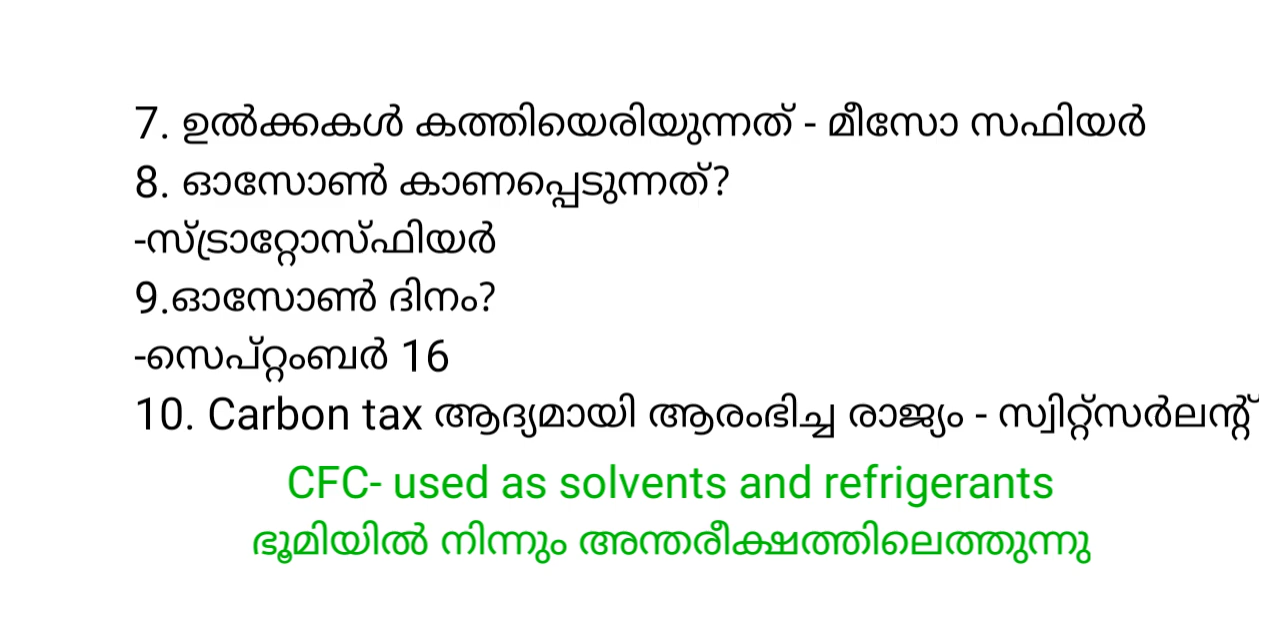 7. ഉൽക്കകൾ കത്തിയെരിയുന്നത് - മീസോ സഫിയർ
8. ഓസോൺ കാണപ്പെടുന്നത്?
-സ്ട്രാറ്റോസ്ഫിയർ
9.ഓസോൺ ദിനം?
-സെപ്റ്റംബർ 16
10. Carbon tax ആദ്യമായി ആരംഭിച്ച രാജ്യം - സ്വിറ്റ്സർലന്റ്
CFC- used as solvents and refrigerants
ഭൂമിയിൽ നിന്നും അന്തരീക്ഷത്തിലെത്തുന്നു